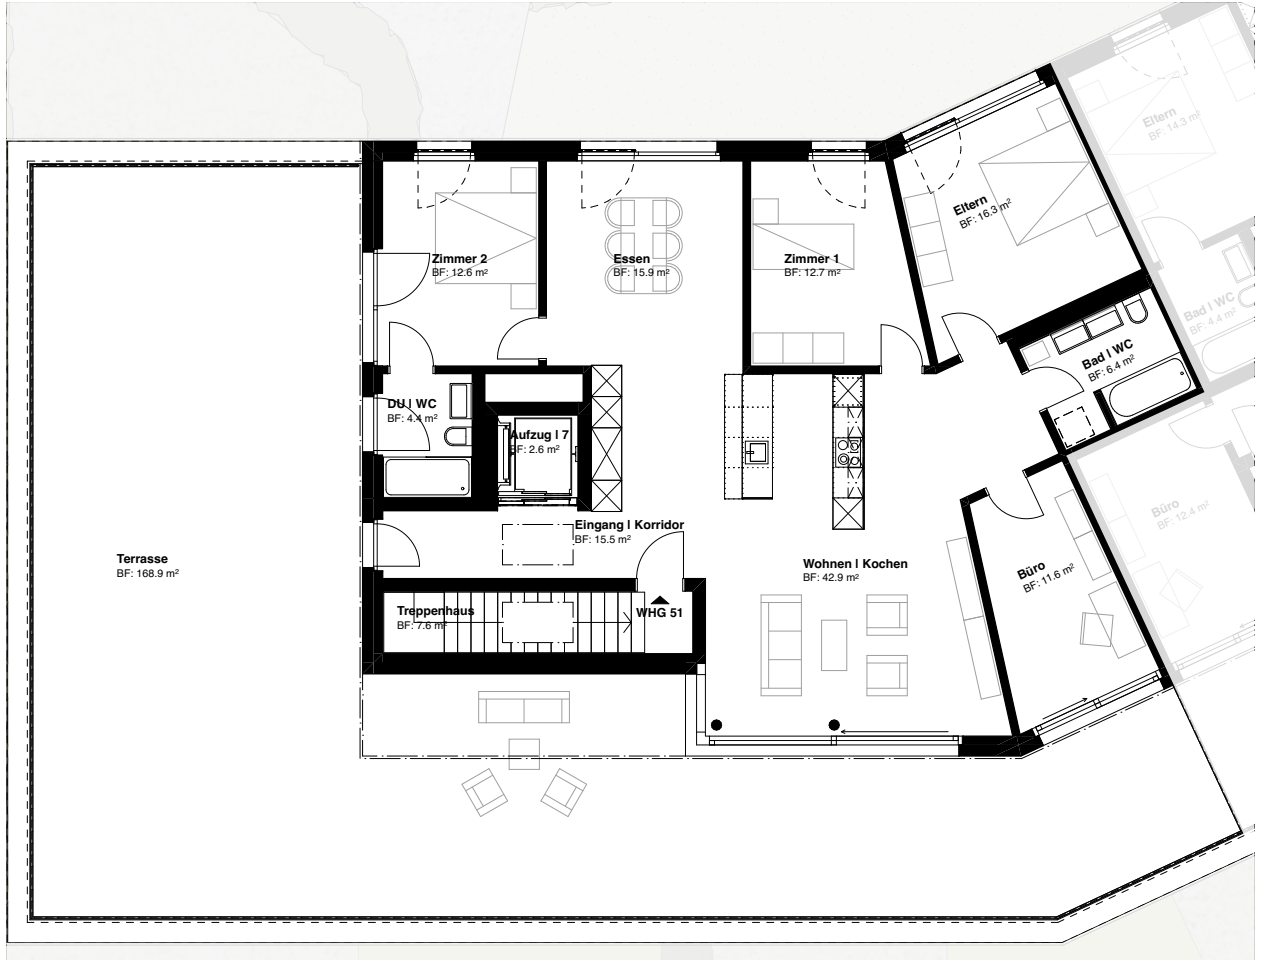 Eltern
BF: 14.3 m²
Eltern
BF: 16.3 m²
Zimmer 2
BF: 12.6 m²
Essen
BF: 15.9 m²
Zimmer 1
BF: 12.7 m²
Bad I WC
BF: 4.4 m²
Bad I WC
BF: 6.4 m²
DU I WC
BF: 4.4 m²
Aufzug I 7
BF: 2.6 m²
Büro
BF: 12.4 m²
Eingang I Korridor
BF: 15.5 m²
Terrasse
BF: 168.9 m²
Wohnen I Kochen
BF: 42.9 m²
Büro
BF: 11.6 m²
Treppenhaus
BF: 7.6 m²
WHG 51